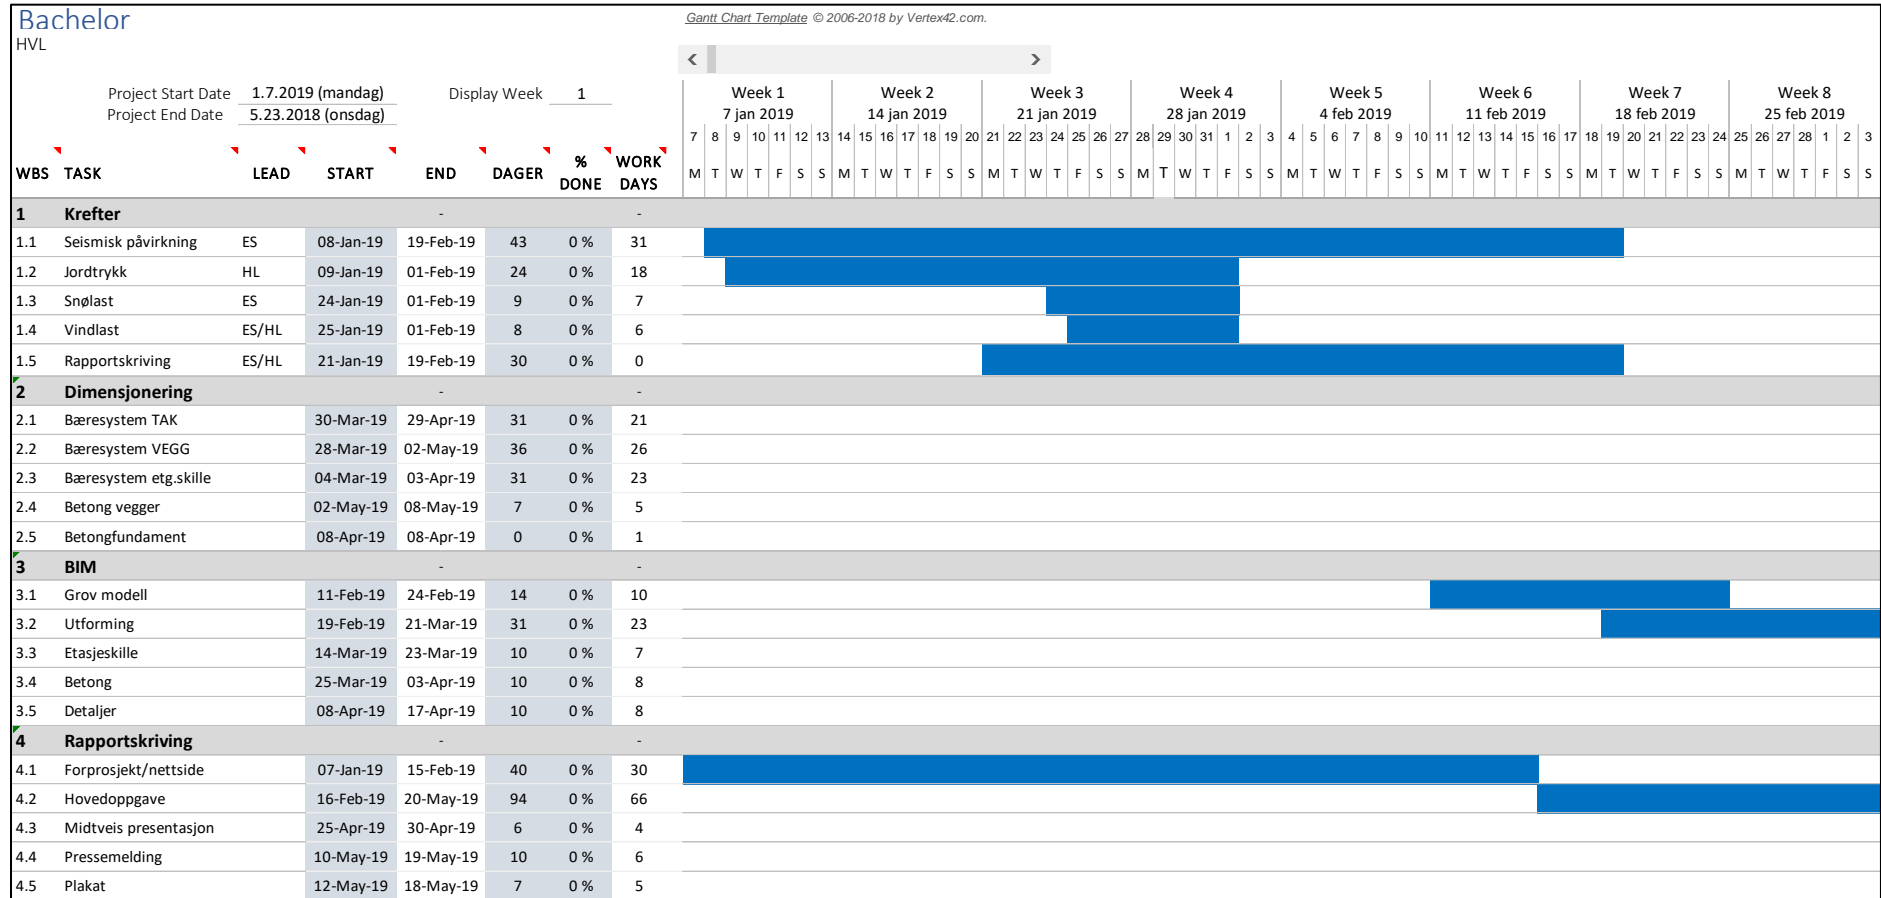 Bachelor
Gantt Chart Template © 2006-2018 by Vertex42.com.
HVL
Project Start Date 1.7.2019 (mandag) Display Week 1 Week 1 Week 2 Week 3 Week 4 Week 5 Week 6 Week 7 Week 8
Project End Date 5.23.2018 (onsdag) 7 jan 2019 14 jan 2019 21 jan 2019 28 jan 2019 4 feb 2019 11 feb 2019 18 feb 2019 25 feb 2019
7 8 9 10 11 12 13 14 15 16 17 18 19 20 21 22 23 24 25 26 27 28 29 30 31 1 2 3 4 5 6 7 8 9 10 11 12 13 14 15 16 17 18 19 20 21 22 23 24 25 26 27 28 1 2 3
WBS TASK LEAD START END DAGER % DONE WORK DAYS M T W T F S S M T W T F S S M T W T F S S M T W T F S S M T W T F S S M T W T F S S M T W T F S S M T W T F S S
1 Krefter - -
1.1 Seismisk påvirkning ES 08-Jan-19 19-Feb-19 43 0 % 31
1.2 Jordtrykk HL 09-Jan-19 01-Feb-19 24 0 % 18
1.3 Snølast ES 24-Jan-19 01-Feb-19 9 0 % 7
1.4 Vindlast ES/HL 25-Jan-19 01-Feb-19 8 0 % 6
1.5 Rapportskriving ES/HL 21-Jan-19 19-Feb-19 30 0 % 0
2 Dimensjonering - -
2.1 Bæresystem TAK 30-Mar-19 29-Apr-19 31 0 % 21
2.2 Bæresystem VEGG 28-Mar-19 02-May-19 36 0 % 26
2.3 Bæresystem etg.skille 04-Mar-19 03-Apr-19 31 0 % 23
2.4 Betong vegger 02-May-19 08-May-19 7 0 % 5
2.5 Betongfundament 08-Apr-19 08-Apr-19 0 0 % 1
3 BIM - -
3.1 Grov modell 11-Feb-19 24-Feb-19 14 0 % 10
3.2 Utforming 19-Feb-19 21-Mar-19 31 0 % 23
3.3 Etasjeskille 14-Mar-19 23-Mar-19 10 0 % 7
3.4 Betong 25-Mar-19 03-Apr-19 10 0 % 8
3.5 Detaljer 08-Apr-19 17-Apr-19 10 0 % 8
4 Rapportskriving - -
4.1 Forprosjekt/nettside 07-Jan-19 15-Feb-19 40 0 % 30
4.2 Hovedoppgave 16-Feb-19 20-May-19 94 0 % 66
4.3 Midtveis presentasjon 25-Apr-19 30-Apr-19 6 0 % 4
4.4 Pressemelding 10-May-19 19-May-19 10 0 % 6
4.5 Plakat 12-May-19 18-May-19 7 0 % 5